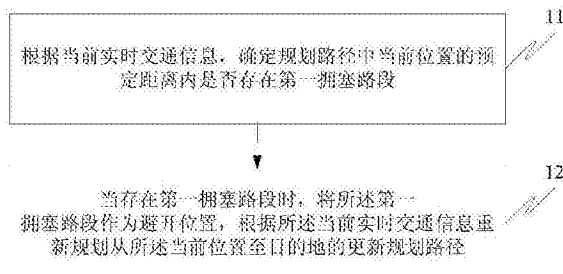 11
根据当前实时交通信息，确定规划路径中当前位置的预
定距离内是否存在第一拥塞路段
12
当存在第一拥塞路段时，将所述第一
拥塞路段作为避开位置，根据所述当前实时交通信息重
新规划从所述当前位置至目的地的更新规划路径